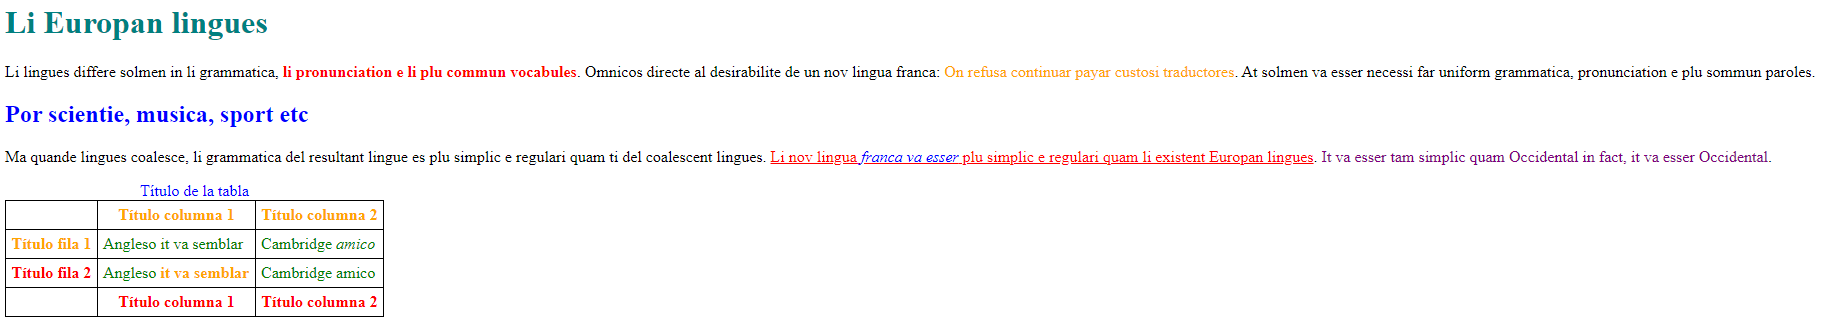 Li Europan lingues
Li lingues differe solmen in li grammatica, li pronunciation e li plu commun vocabules. Omnicos directe al desirabilite de un nov lingua franca: On refusa continuar payar custosi traductores. At solmen va esser necessi far uniform grammatica, pronunciation e plu sommun paroles.
Por scientie, musica, sport etc
Ma quande lingues coalesce, li grammatica del resultant lingue es plu simplic e regulari quam ti del coalescent lingues. Li nov lingua franca va esser plu simplic e regulari quam li existent Europan lingues. It va esser tam simplic quam Occidental in fact, it va esser Occidental.
Título de la tabla
Título columna 1 Título columna 2
Título fila 1 Angleso it va semblar Cambridge amico
Título fila 2 Angleso it va semblar Cambridge amico
Título columna 1 Título columna 2